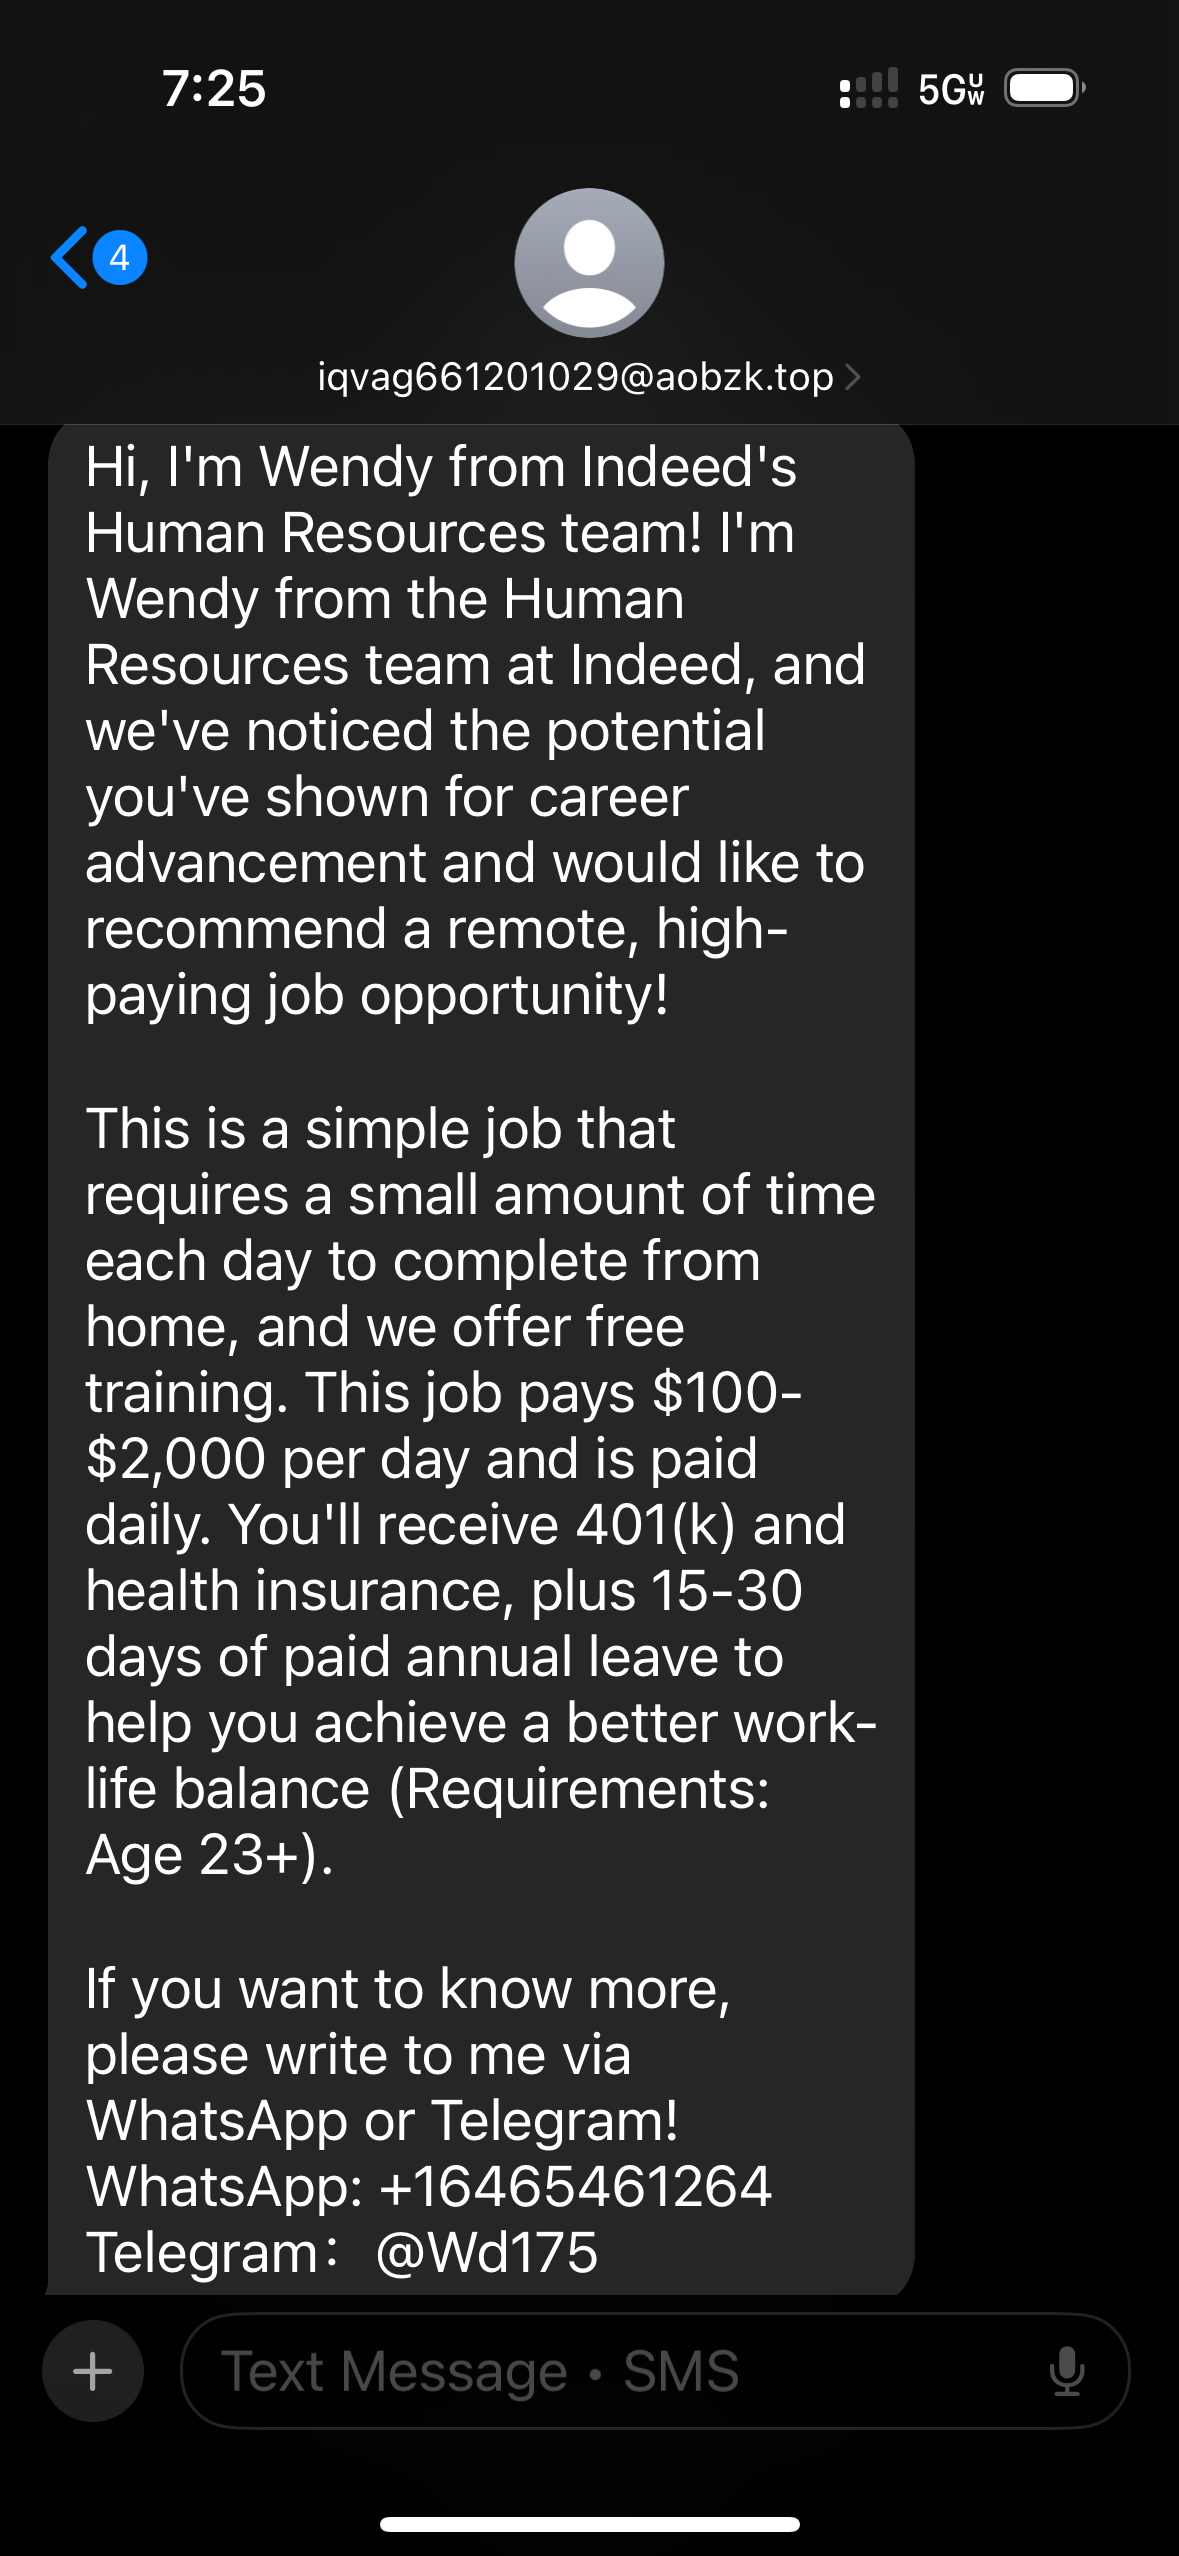 7:25
5G UW
4
iqvag661201029@aobzk.top
Hi, I'm Wendy from Indeed's
Human Resources team! I'm
Wendy from the Human
Resources team at Indeed, and
we've noticed the potential
you've shown for career
advancement and would like to
recommend a remote, high-
paying job opportunity!
This is a simple job that
requires a small amount of time
each day to complete from
home, and we offer free
training. This job pays $100-
$2,000 per day and is paid
daily. You'll receive 401(k) and
health insurance, plus 15-30
days of paid annual leave to
help you achieve a better work-
life balance (Requirements:
Age 23+).
If you want to know more,
please write to me via
WhatsApp or Telegram!
WhatsApp: +16465461264
Telegram： @Wd175
Text Message • SMS